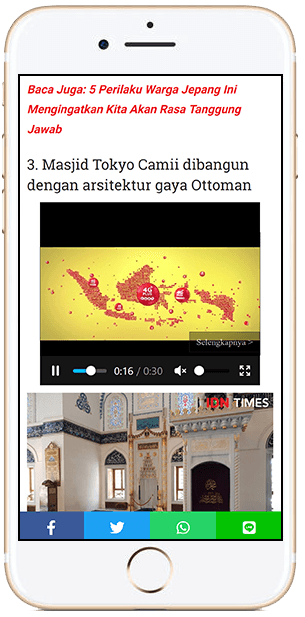 Baca Juga: 5 Perilaku Warga Jepang Ini
Mengingatkan Kita Akan Rasa Tanggung
Jawab
3. Masjid Tokyo Camii dibangun
dengan arsitektur gaya Ottoman
4G
Selengkapnya >
0:16 / 0:30
IDN TIMES